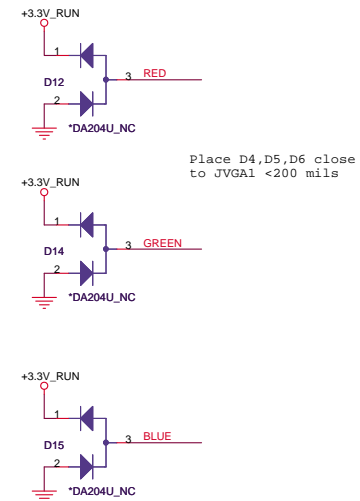 +3.3V_RUN
1
D12
3 RED
2
*DA204U_NC
Place D4,D5,D6 close
to JVGA1 <200 mils
+3.3V_RUN
1
D14
3 GREEN
2
*DA204U_NC
+3.3V_RUN
1
D15
3 BLUE
2
*DA204U_NC